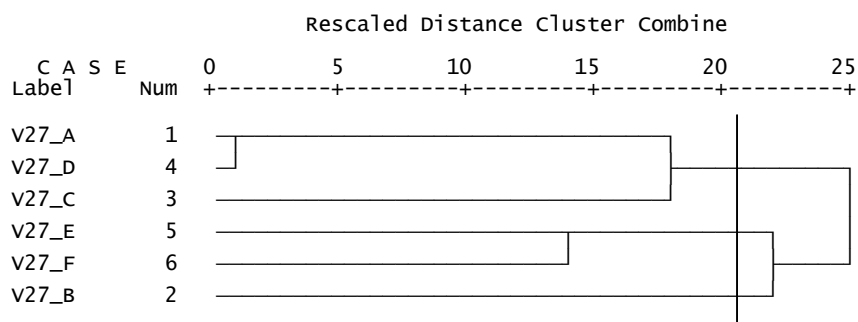 Rescaled Distance Cluster Combine
C A S E 0 5 10 15 20 25
Label Num +---------+---------+---------+---------+---------+
V27_A 1
V27_D 4
V27_C 3
V27_E 5
V27_F 6
V27_B 2